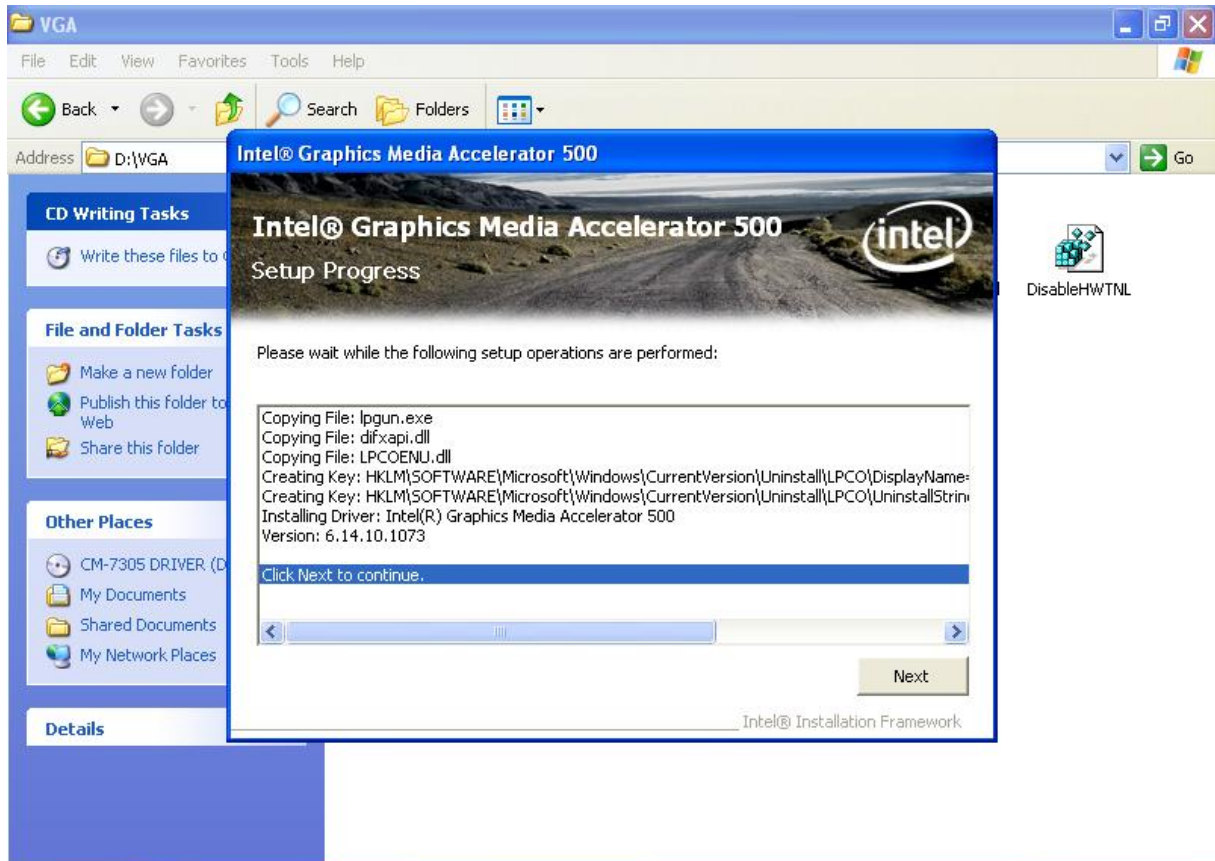 VGA
File Edit View Favorites Tools Help
Back Search Folders
Address D:\VGA Go
CD Writing Tasks
Write these files to
File and Folder Tasks
Make a new folder
Publish this folder to
Web
Share this folder
Other Places
CM-7305 DRIVER (D
My Documents
Shared Documents
My Network Places
Details
Intel® Graphics Media Accelerator 500
Intel® Graphics Media Accelerator 500
intel
Setup Progress
Please wait while the following setup operations are performed:
Copying File: lpgun.exe
Copying File: difxapi.dll
Copying File: LPCOENU.dll
Creating Key: HKLM\SOFTWARE\Microsoft\Windows\CurrentVersion\Uninstall\LPCO\DisplayName=
Creating Key: HKLM\SOFTWARE\Microsoft\Windows\CurrentVersion\Uninstall\LPCO\UninstallString
Installing Driver: Intel(R) Graphics Media Accelerator 500
Version: 6.14.10.1073
Click Next to continue.
Next
Intel® Installation Framework
DisableHWTNL